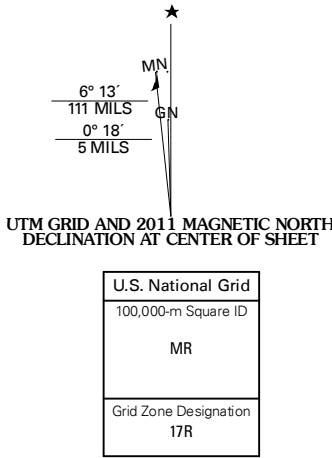 ★
MN
6° 13´
111 MILS
GN
0° 18´
5 MILS
UTM GRID AND 2011 MAGNETIC NORTH
DECLINATION AT CENTER OF SHEET
U.S. National Grid
100,000-m Square ID
MR
Grid Zone Designation
17R